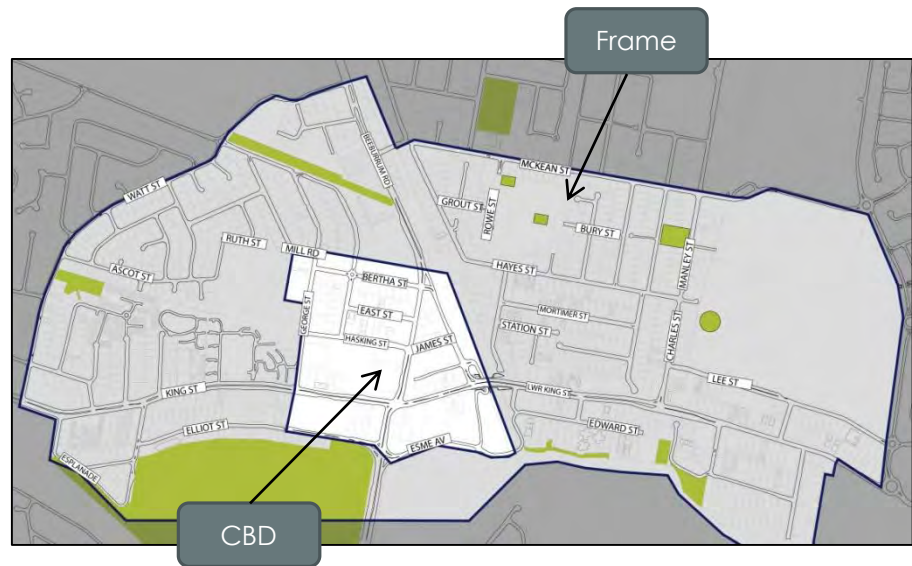 Frame
MCKEAN ST
BEEBURRUM RD
WATT ST
GROUT ST
ROWE ST
BURY ST
RUTH ST
MILL RD
HAYES ST
MANLEY ST
ASCOT ST
BERTHA ST
GEORGE ST
EAST ST
MORTIMER ST
STATION ST
HASKING ST
JAMES ST
CHARLES ST
LEE ST
KING ST
LWR KING ST
ELLIOT ST
EDWARD ST
ESME AV
ESPLANADE
CBD